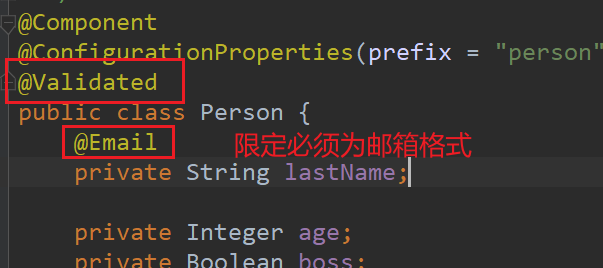 @Component
@ConfigurationProperties(prefix = "person"
@Validated
public class Person {
@Email 限定必须为邮箱格式
private String lastName;
private Integer age;
private Boolean boss;